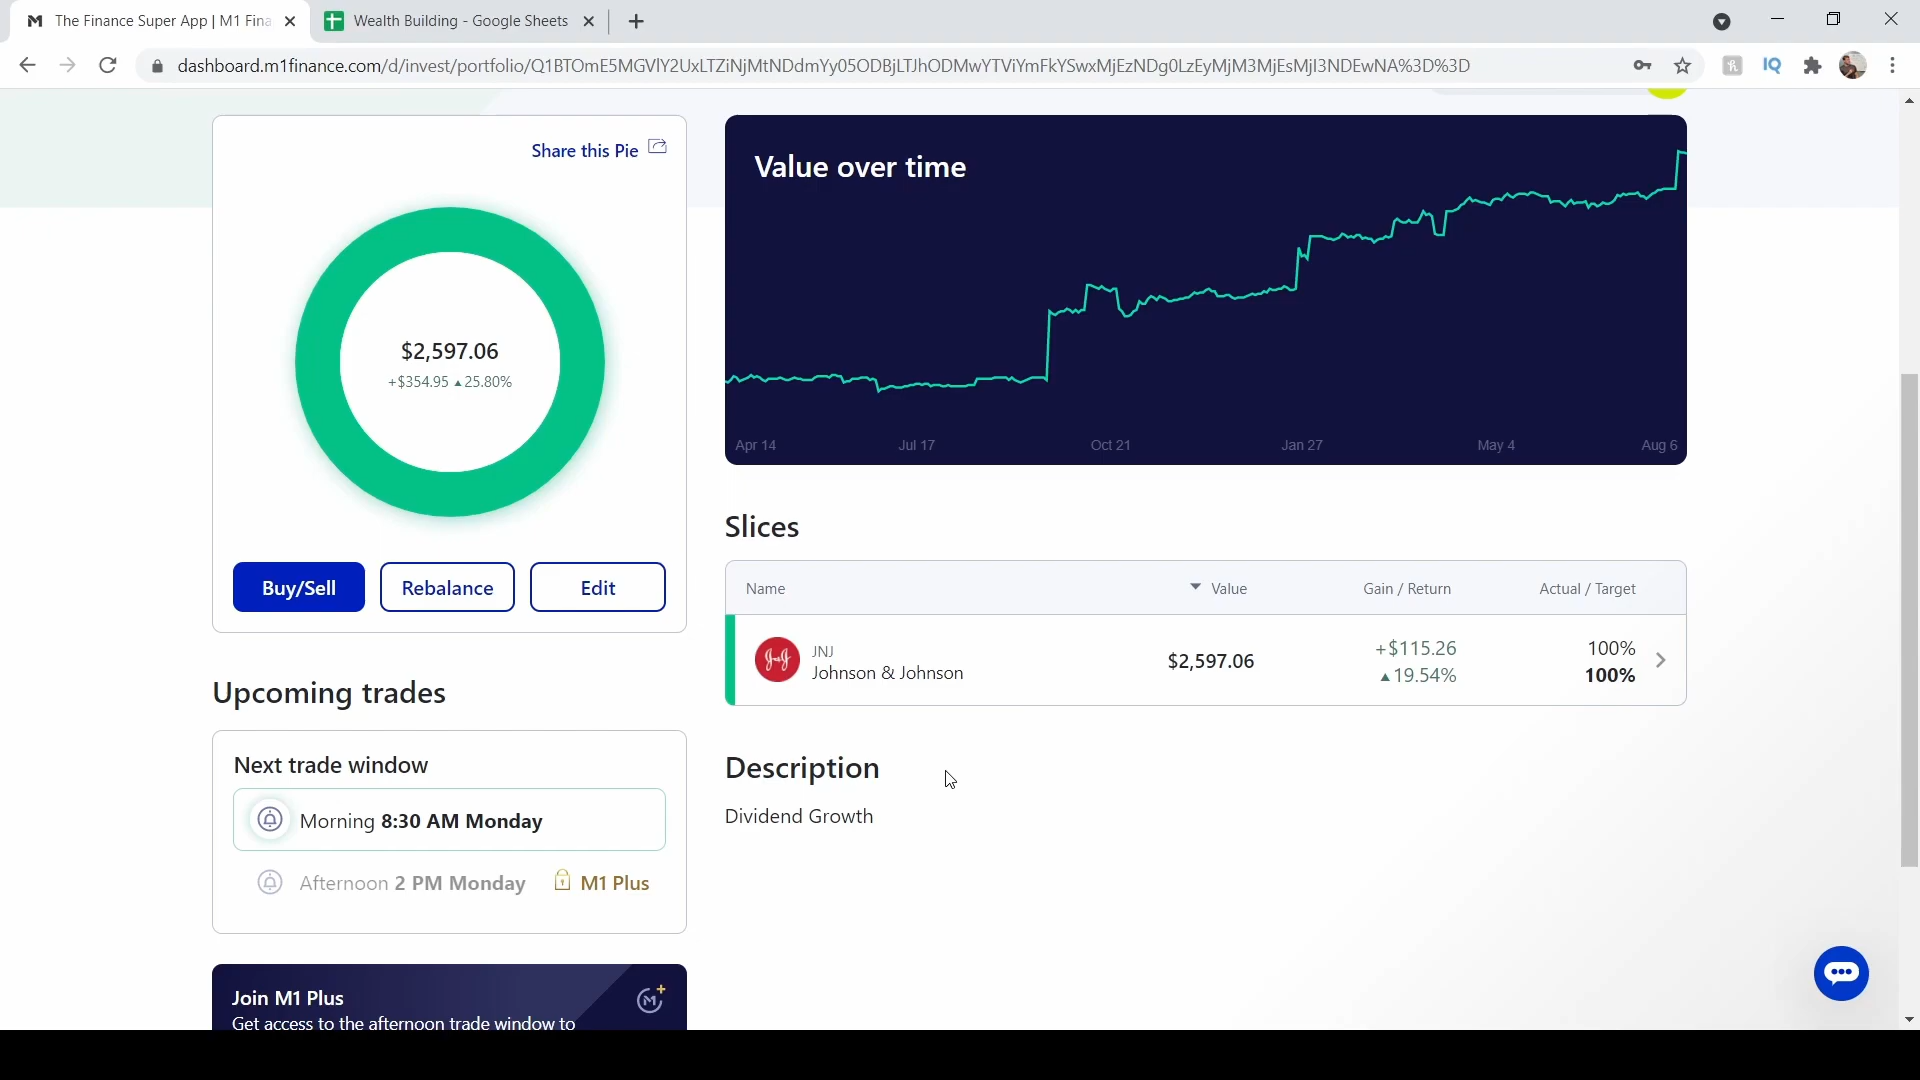 The Finance Super App | M1 Fina
Wealth Building - Google Sheets
dashboard.m1finance.com/d/invest/portfolio/Q1BTOmE5MGVlY2UxLTZiNjMtNDdmYy05ODBjLTJhODMwYTViYmFkYSwxMjEzNDg0LzEyMjM3MjEsMjI3NDEwNA%3D%3D
IQ
Share this Pie
$2,597.06
+$354.95 ▲25.80%
Buy/Sell
Rebalance
Edit
Upcoming trades
Next trade window
Morning 8:30 AM Monday
Afternoon 2 PM Monday
M1 Plus
Join M1 Plus
Get access to the afternoon trade window to
Value over time
Apr 14
Jul 17
Oct 21
Jan 27
May 4
Aug 6
Slices
Name
Value
Gain / Return
Actual / Target
JNJ
Johnson & Johnson
$2,597.06
+$115.26
▲19.54%
100%
100%
Description
Dividend Growth